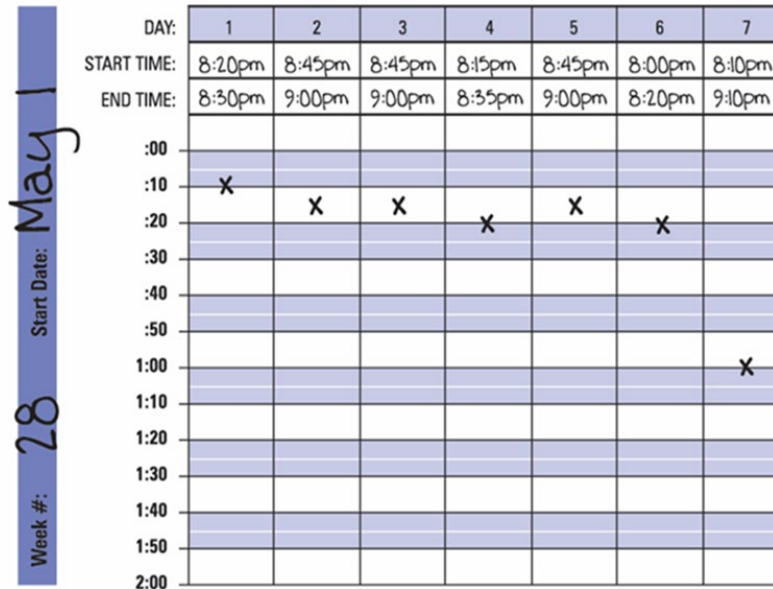 DAY: 1 2 3 4 5 6 7
START TIME: 8:20pm 8:45pm 8:45pm 8:15pm 8:45pm 8:00pm 8:10pm
END TIME: 8:30pm 9:00pm 9:00pm 8:35pm 9:00pm 8:20pm 9:10pm
:00
:10 X
X X X
:20 X X
:30
:40
:50
1:00 X
1:10
1:20
1:30
1:40
1:50
2:00
Week #: 28 Start Date: May 1